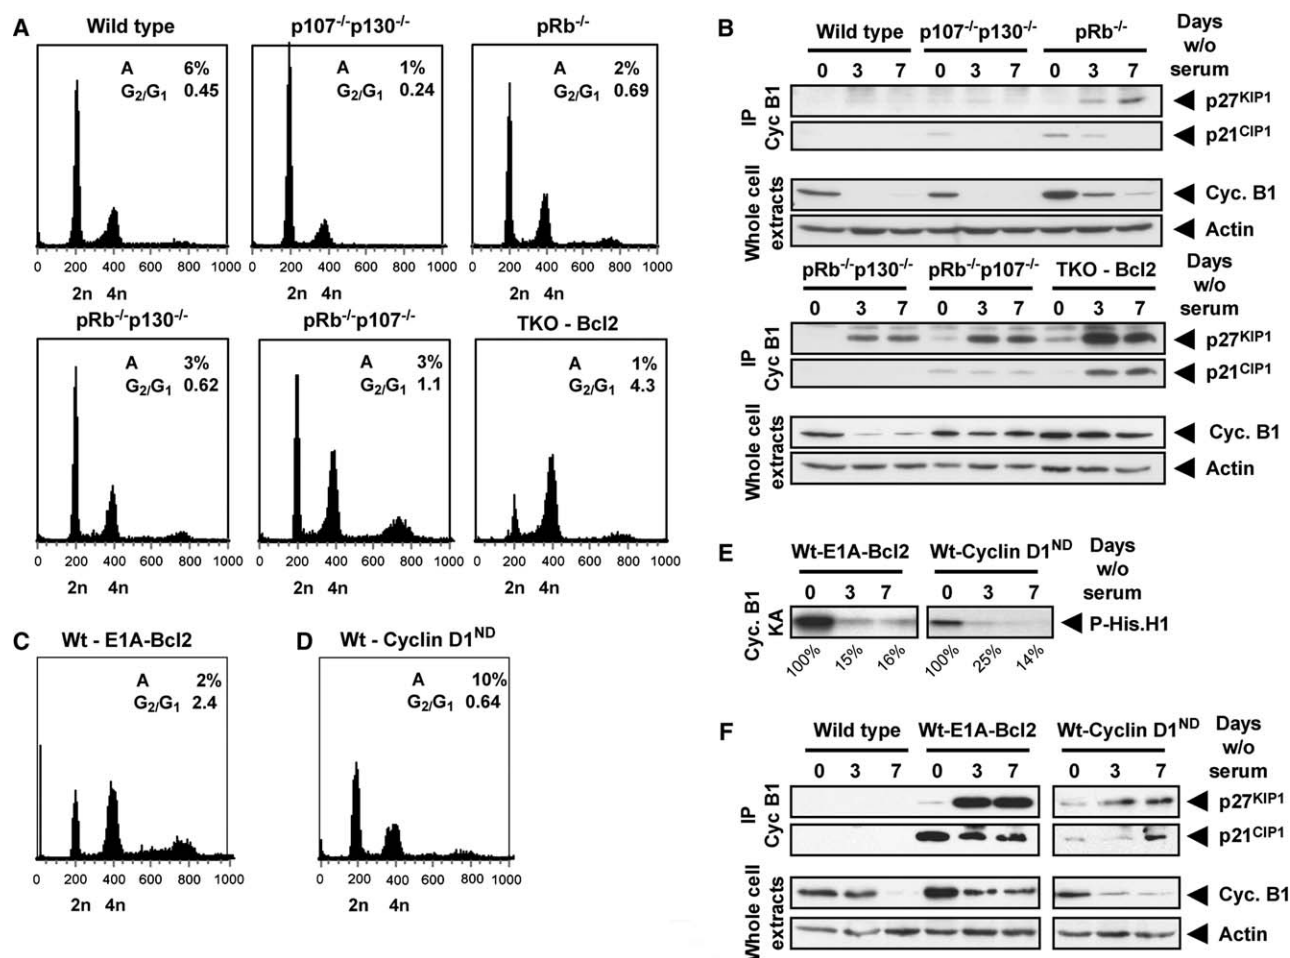 A
Wild type
A 6%
G2/G1 0.45
0 200 400 600 800 1000
2n 4n
p107-/-p130-/-
A 1%
G2/G1 0.24
0 200 400 600 800 1000
2n 4n
pRb-/-
A 2%
G2/G1 0.69
0 200 400 600 800 1000
2n 4n
pRb-/-p130-/-
A 3%
G2/G1 0.62
0 200 400 600 800 1000
2n 4n
pRb-/-p107-/-
A 3%
G2/G1 1.1
0 200 400 600 800 1000
2n 4n
TKO - Bcl2
A 1%
G2/G1 4.3
0 200 400 600 800 1000
2n 4n
C
Wt - E1A-Bcl2
A 2%
G2/G1 2.4
0 200 400 600 800 1000
2n 4n
D
Wt - Cyclin D1ND
A 10%
G2/G1 0.64
0 200 400 600 800 1000
2n 4n
B
Wild type p107-/-p130-/- pRb-/- Days
w/o
0 3 7 0 3 7 0 3 7 serum
IP
Cyc B1
p27KIP1
p21CIP1
Whole cell
extracts
Cyc. B1
Actin
pRb-/-p130-/- pRb-/-p107-/- TKO - Bcl2 Days
w/o
0 3 7 0 3 7 0 3 7 serum
IP
Cyc B1
p27KIP1
p21CIP1
Whole cell
extracts
Cyc. B1
Actin
E
Wt-E1A-Bcl2 Wt-Cyclin D1ND Days
w/o
0 3 7 0 3 7 serum
Cyc. B1
KA
P-His.H1
100% 15% 16% 100% 25% 14%
F
Wild type Wt-E1A-Bcl2 Wt-Cyclin D1ND Days
w/o
0 3 7 0 3 7 0 3 7 serum
IP
Cyc B1
p27KIP1
p21CIP1
Whole cell
extracts
Cyc. B1
Actin